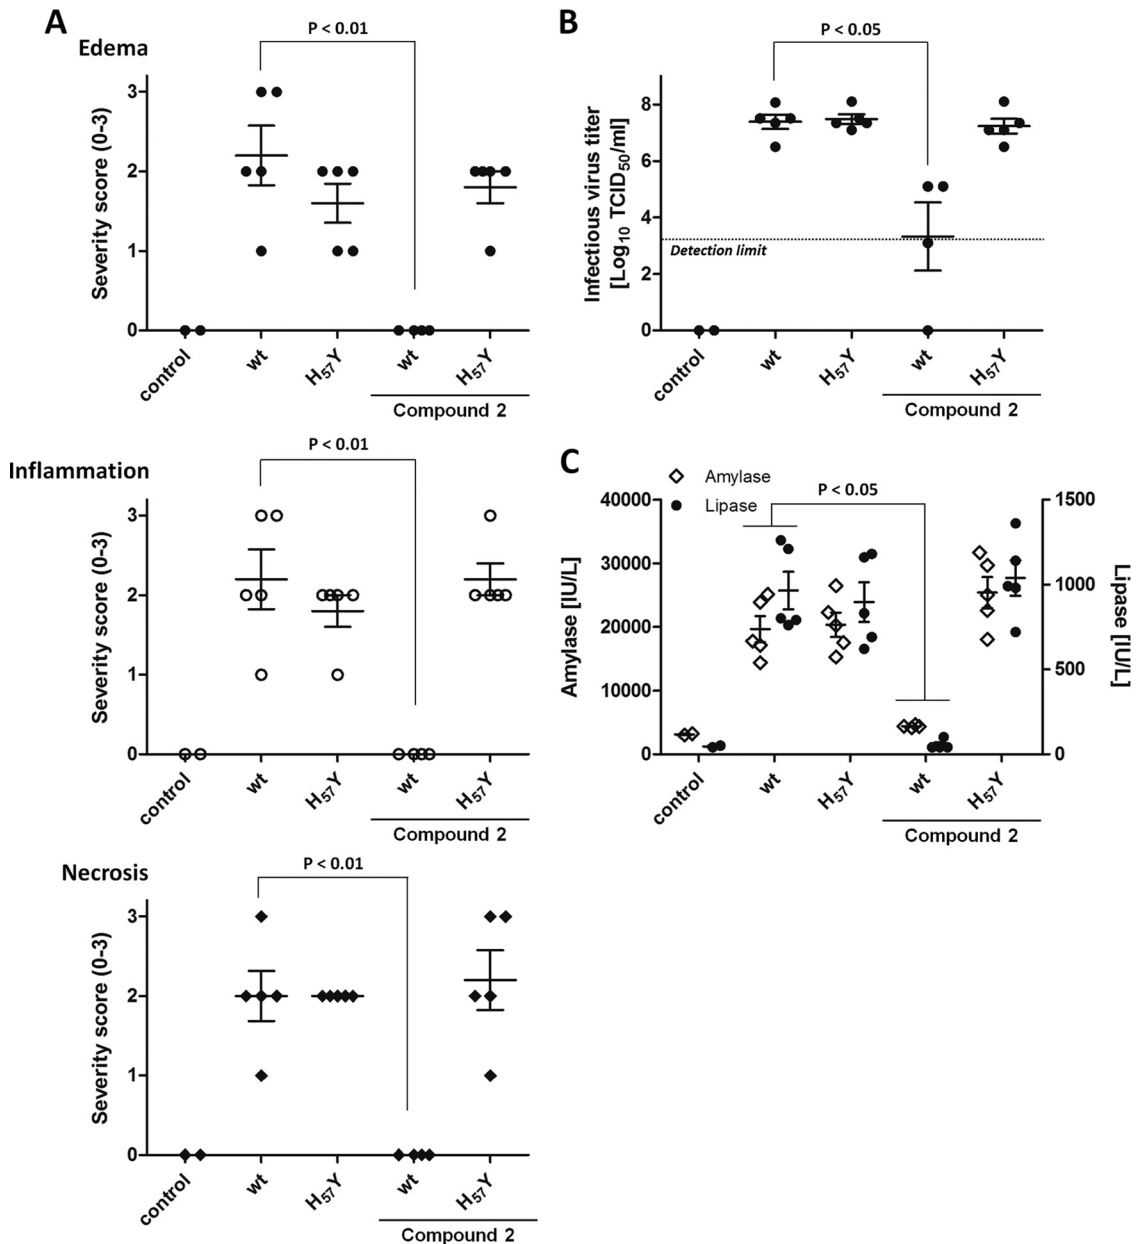 A
Edema
P < 0.01
Severity score (0-3)
3
2
1
0
control
wt
H57Y
wt
H57Y
Compound 2
Inflammation
P < 0.01
Severity score (0-3)
3
2
1
0
control
wt
H57Y
wt
H57Y
Compound 2
Necrosis
P < 0.01
Severity score (0-3)
3
2
1
0
control
wt
H57Y
wt
H57Y
Compound 2
B
P < 0.05
Infectious virus titer
[Log10 TCID50/ml]
8
6
4
2
0
Detection limit
control
wt
H57Y
wt
H57Y
Compound 2
C
Amylase
Lipase
P < 0.05
Amylase [IU/L]
40000
30000
20000
10000
0
Lipase [IU/L]
1500
1000
500
0
control
wt
H57Y
wt
H57Y
Compound 2